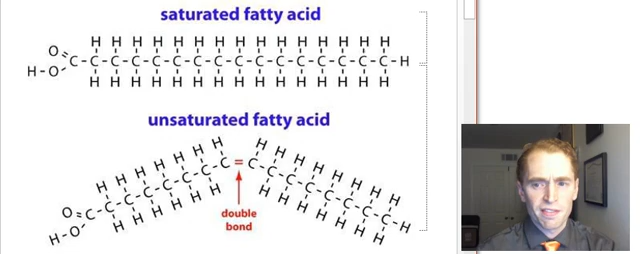 saturated fatty acid
H H H H H H H H H H H H H H H
O
C-C-C-C-C-C-C-C-C-C-C-C-C-C-C-C-H
H-O
H H H H H H H H H H H H H H H
unsaturated fatty acid
H H H H H H H H
H H H H H H H H H
O=C-C-C-C-C-C-C-C-C=C-C-C-C-C-C-C-C-C-H
H-O
H H H H H H H
H H H H H H H H
double
bond